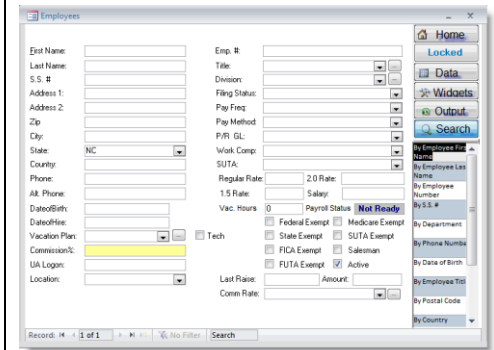 Employees
First Name:
Last Name:
S.S. #
Address 1:
Address 2:
Zip
City:
State: NC
Country:
Phone:
Alt. Phone:
DateofBirth:
DateofHire:
Vacation Plan:
Commission%:
UA Logon:
Location:
Tech
Emp. #:
Title:
Division:
Filing Status:
Pay Freq:
Pay Method:
P/R GL:
Work Comp:
SUTA:
Regular Rate: 2.0 Rate:
1.5 Rate: Salary:
Vac. Hours 0 Payroll Status Not Ready
Federal Exempt Medicare Exempt
State Exempt SUTA Exempt
FICA Exempt Salesman
FUTA Exempt Active
Last Raise: Amount:
Comm Rate:
Home
Locked
Data
Widgets
Output
Search
By Employee First
Name
By Employee Las
Name
By Employee
Number
By S.S. #
By Department
By Phone Numbe
By Date of Birth
By Employee Titl
By Postal Code
By Country
Record: 1 of 1 No Filter Search